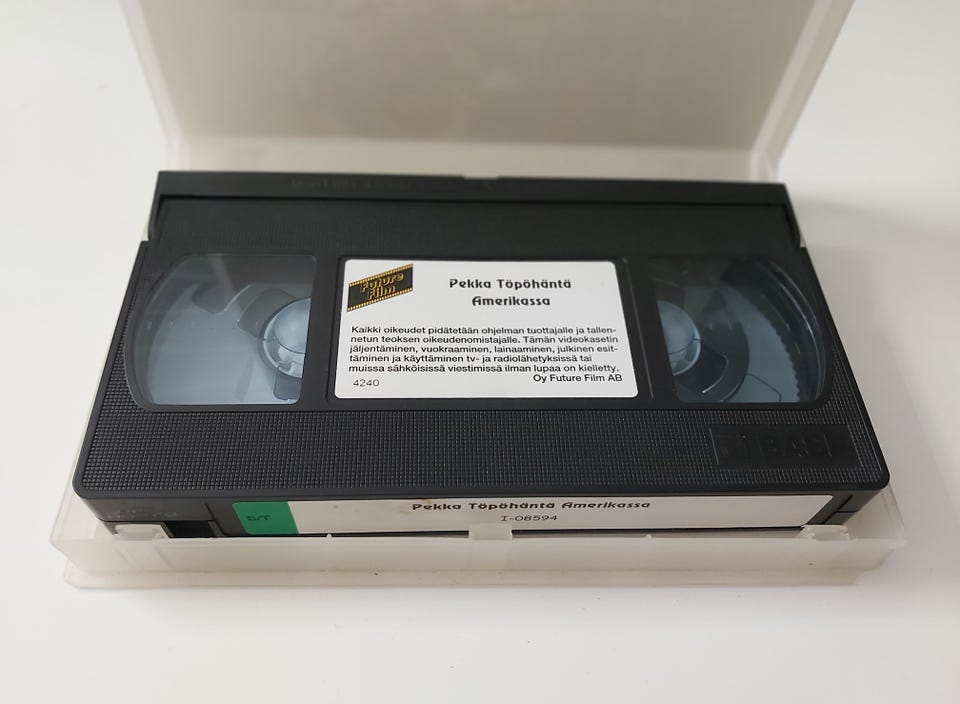 Future
Film
Pekka Töpöhäntä
Amerikassa
Kaikki oikeudet pidätetään ohjelman tuottajalle ja tallen-
netun teoksen oikeudenomistajalle. Tämän videokasetin
jäljentäminen, vuokraaminen, lainaaminen, julkinen esit-
täminen ja käyttäminen tv- ja radiolähetyksissä tai
muissa sähköisissä viestimissä ilman lupaa on kielletty.
4240 Oy Future Film AB
BASF
S/T
Pekka Töpöhäntä Amerikassa
I-08594